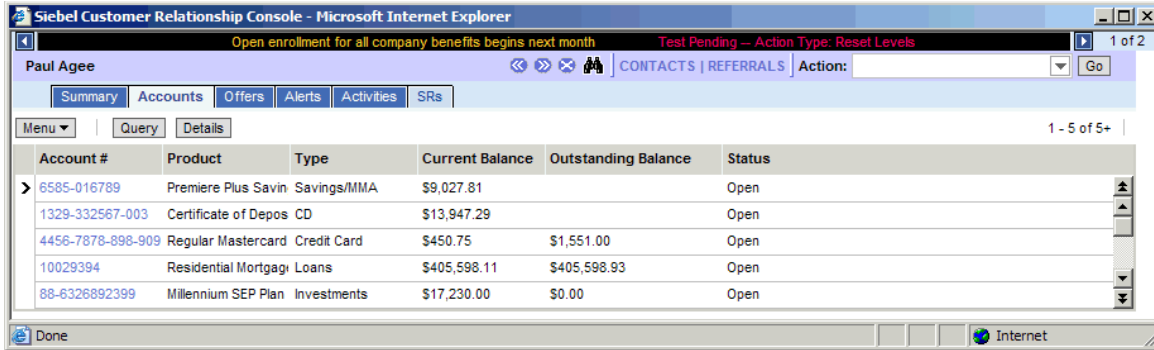 Siebel Customer Relationship Console - Microsoft Internet Explorer
Open enrollment for all company benefits begins next month Test Pending -- Action Type: Reset Levels 1 of 2
Paul Agee CONTACTS | REFERRALS Action: Go
Summary Accounts Offers Alerts Activities SRs
Menu Query Details 1 - 5 of 5+
Account # Product Type Current Balance Outstanding Balance Status
6585-016789 Premiere Plus Savin Savings/MMA $9,027.81 Open
1329-332567-003 Certificate of Depos CD $13,947.29 Open
4456-7878-898-909 Regular Mastercard Credit Card $450.75 $1,551.00 Open
10029394 Residential Mortgag Loans $405,598.11 $405,598.93 Open
88-6326892399 Millennium SEP Plan Investments $17,230.00 $0.00 Open
Done Internet